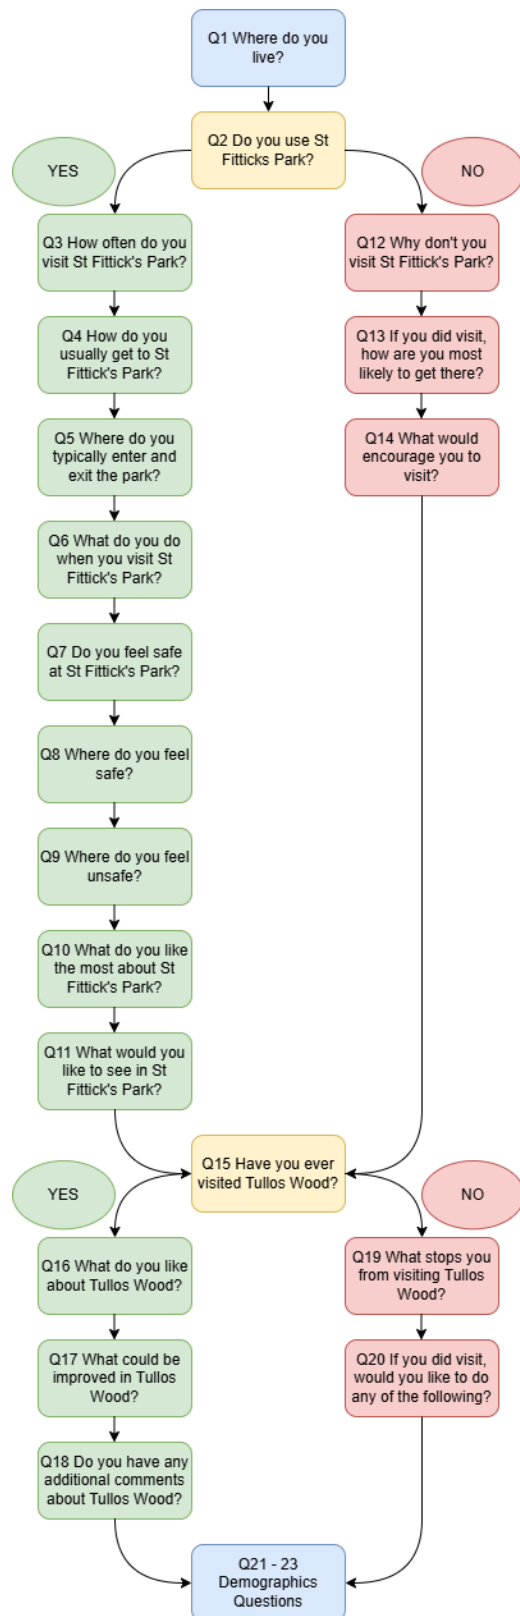 Q1 Where do you
live?
Q2 Do you use St
Fitticks Park?
YES
NO
Q3 How often do you
visit St Fittick's Park?
Q12 Why don't you
visit St Fittick's Park?
Q4 How do you
usually get to St
Fittick's Park?
Q13 If you did visit,
how are you most
likely to get there?
Q5 Where do you
typically enter and
exit the park?
Q14 What would
encourage you to
visit?
Q6 What do you do
when you visit St
Fittick's Park?
Q7 Do you feel safe
at St Fittick's Park?
Q8 Where do you feel
safe?
Q9 Where do you feel
unsafe?
Q10 What do you like
the most about St
Fittick's Park?
Q11 What would you
like to see in St
Fittick's Park?
Q15 Have you ever
visited Tullos Wood?
YES
NO
Q16 What do you like
about Tullos Wood?
Q19 What stops you
from visiting Tullos
Wood?
Q17 What could be
improved in Tullos
Wood?
Q20 If you did visit,
would you like to do
any of the following?
Q18 Do you have any
additional comments
about Tullos Wood?
Q21 - 23
Demographics
Questions